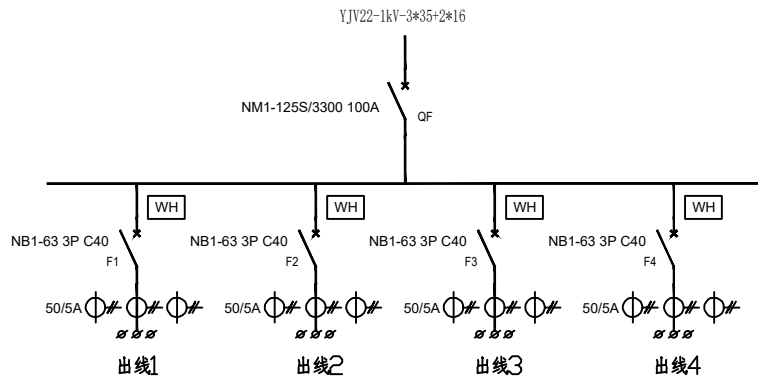 YJV22-1kV-3*35+2*16
NM1-125S/3300 100A
QF
WH WH WH WH
NB1-63 3P C40 NB1-63 3P C40 NB1-63 3P C40 NB1-63 3P C40
F1 F2 F3 F4
50/5A 50/5A 50/5A 50/5A
出线1 出线2 出线3 出线4